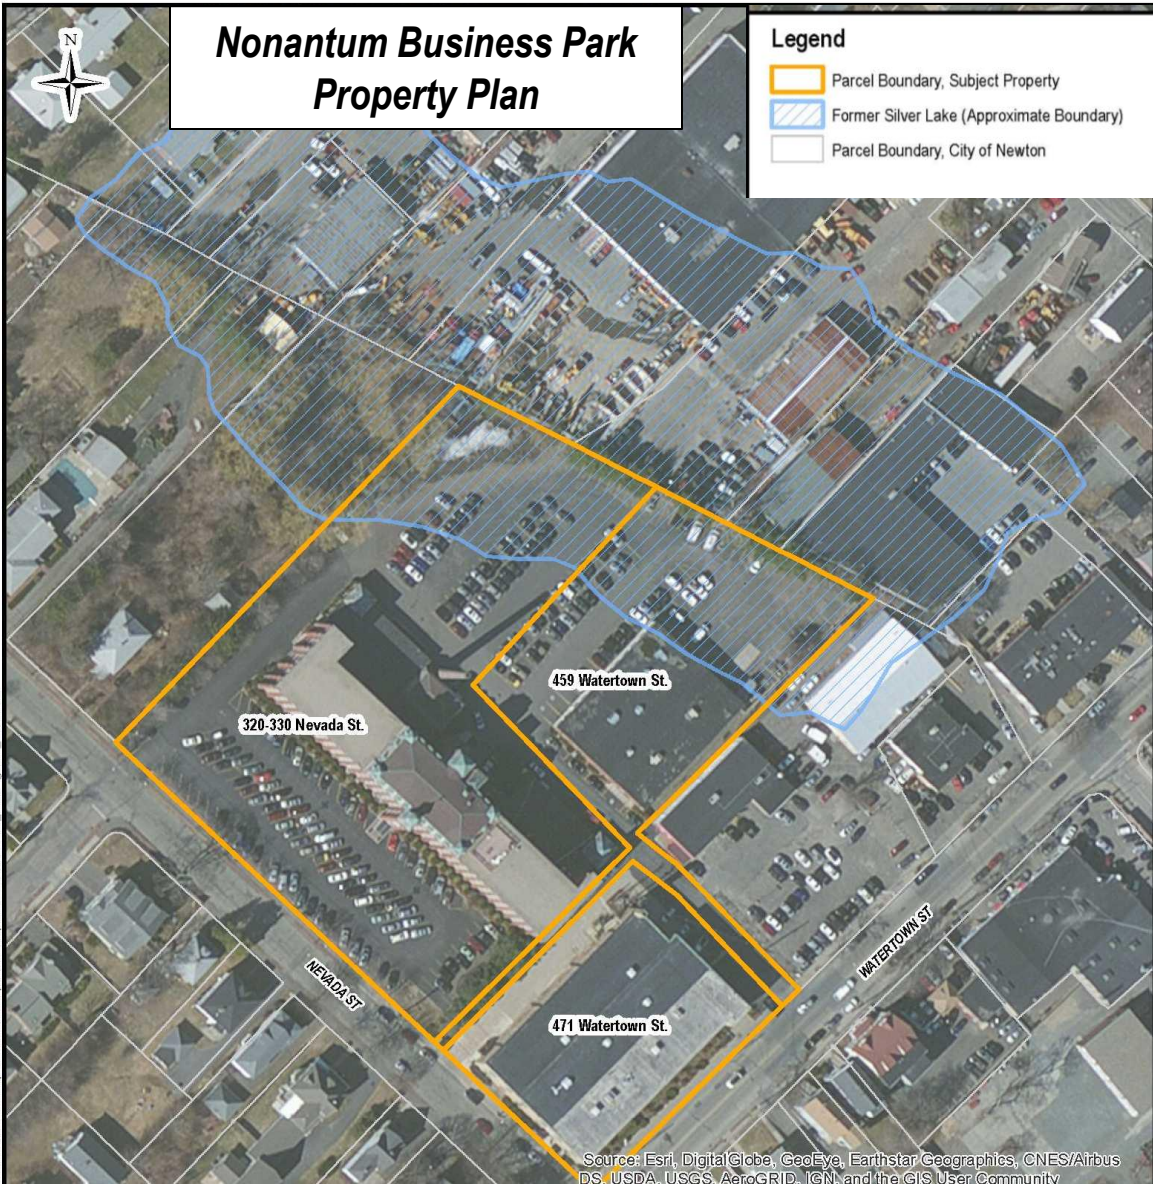 Nonantum Business Park
Property Plan
N
Legend
Parcel Boundary, Subject Property
Former Silver Lake (Approximate Boundary)
Parcel Boundary, City of Newton
459 Watertown St.
320-330 Nevada St.
WATERTOWN ST
NEVADA ST
471 Watertown St.
Source: Esri, DigitalGlobe, GeoEye, Earthstar Geographics, CNES/Airbus
DS, USDA, USGS, AeroGRID, IGN, and the GIS User Community